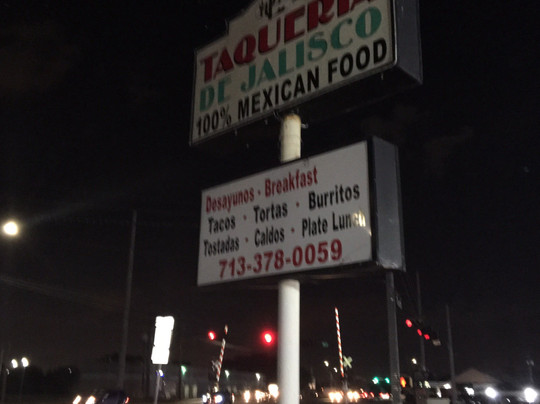 TAQUERIA
DE JALISCO
100% MEXICAN FOOD
Desayunos - Breakfast
Tacos - Tortas - Burritos
Tostadas - Caldos - Plate Lunch
713-378-0059